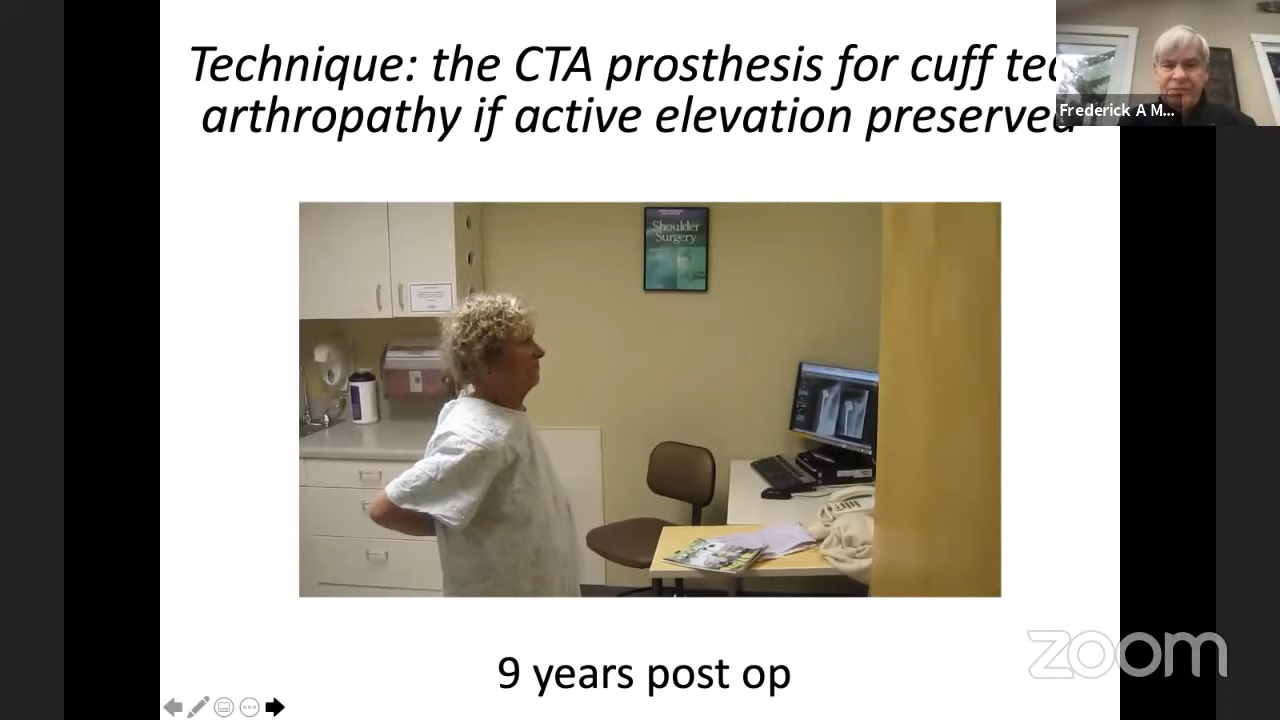 Technique: the CTA prosthesis for cuff tea
arthropathy if active elevation preserved
Frederick A M...
Shoulder
Surgery
9 years post op
zoom